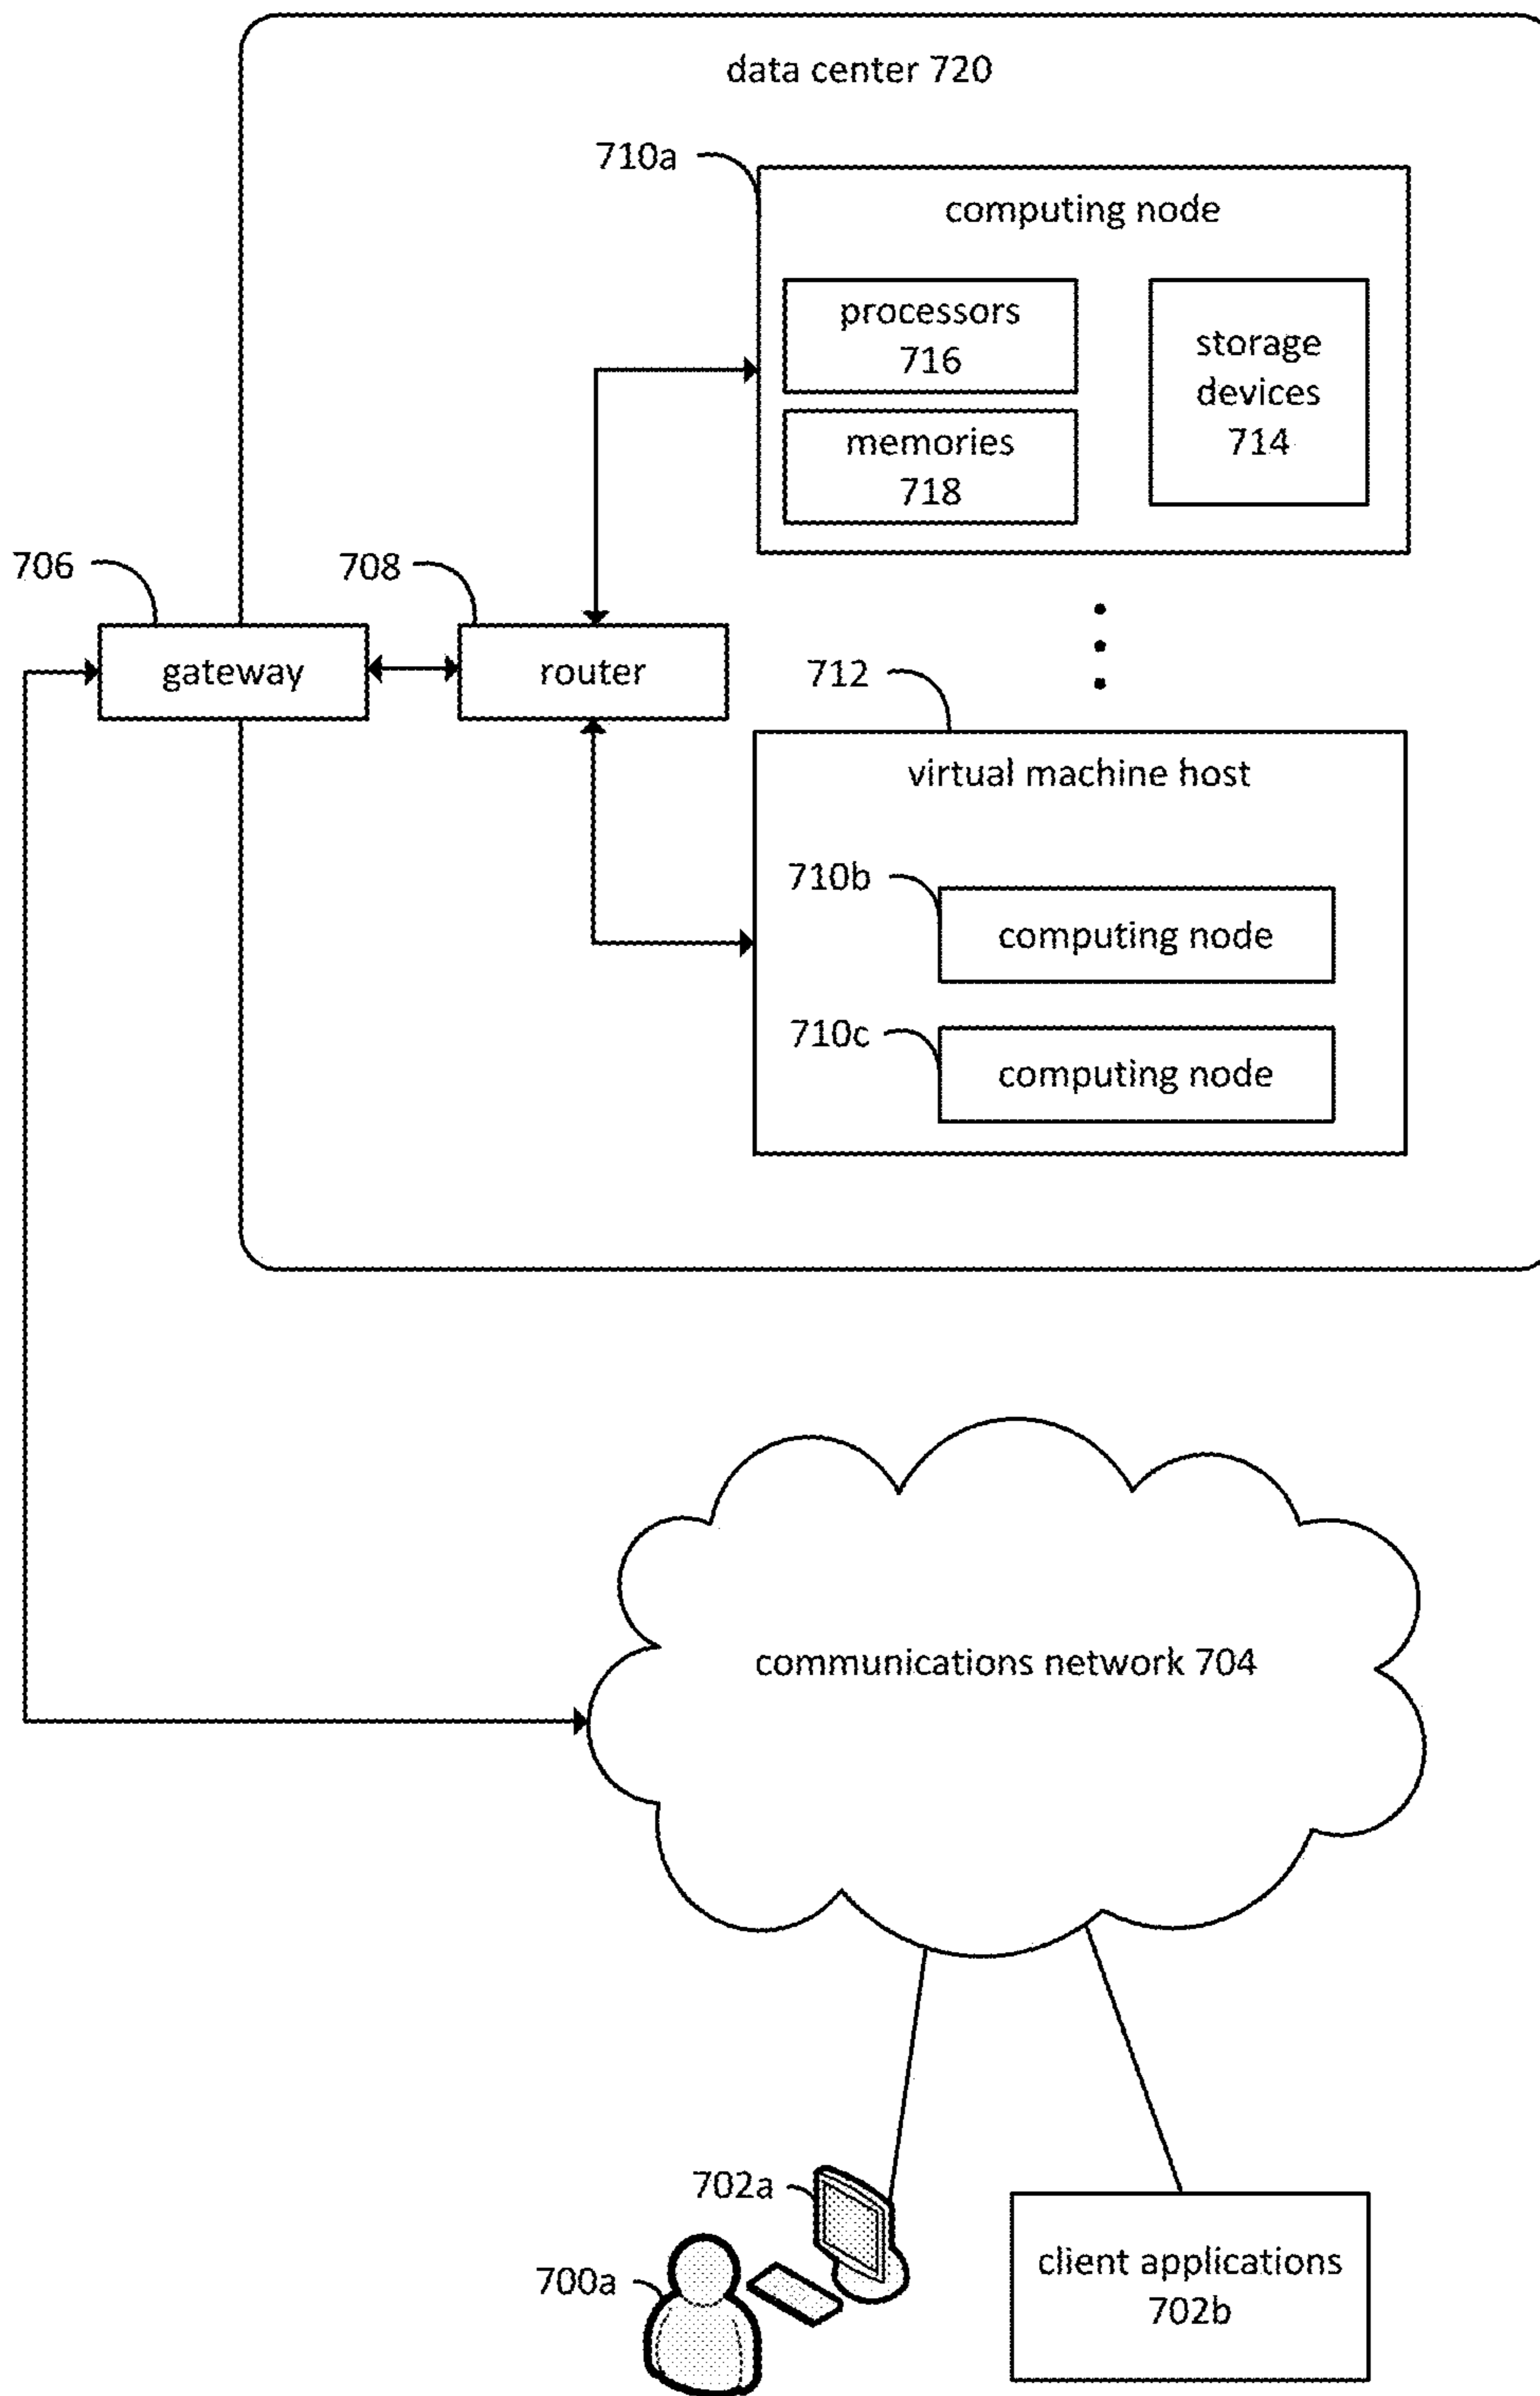 data center 720
710a
computing node
processors
716
storage
devices
714
memories
718
706
708
gateway
router
712
virtual machine host
710b
computing node
710c
computing node
communications network 704
702a
700a
client applications
702b